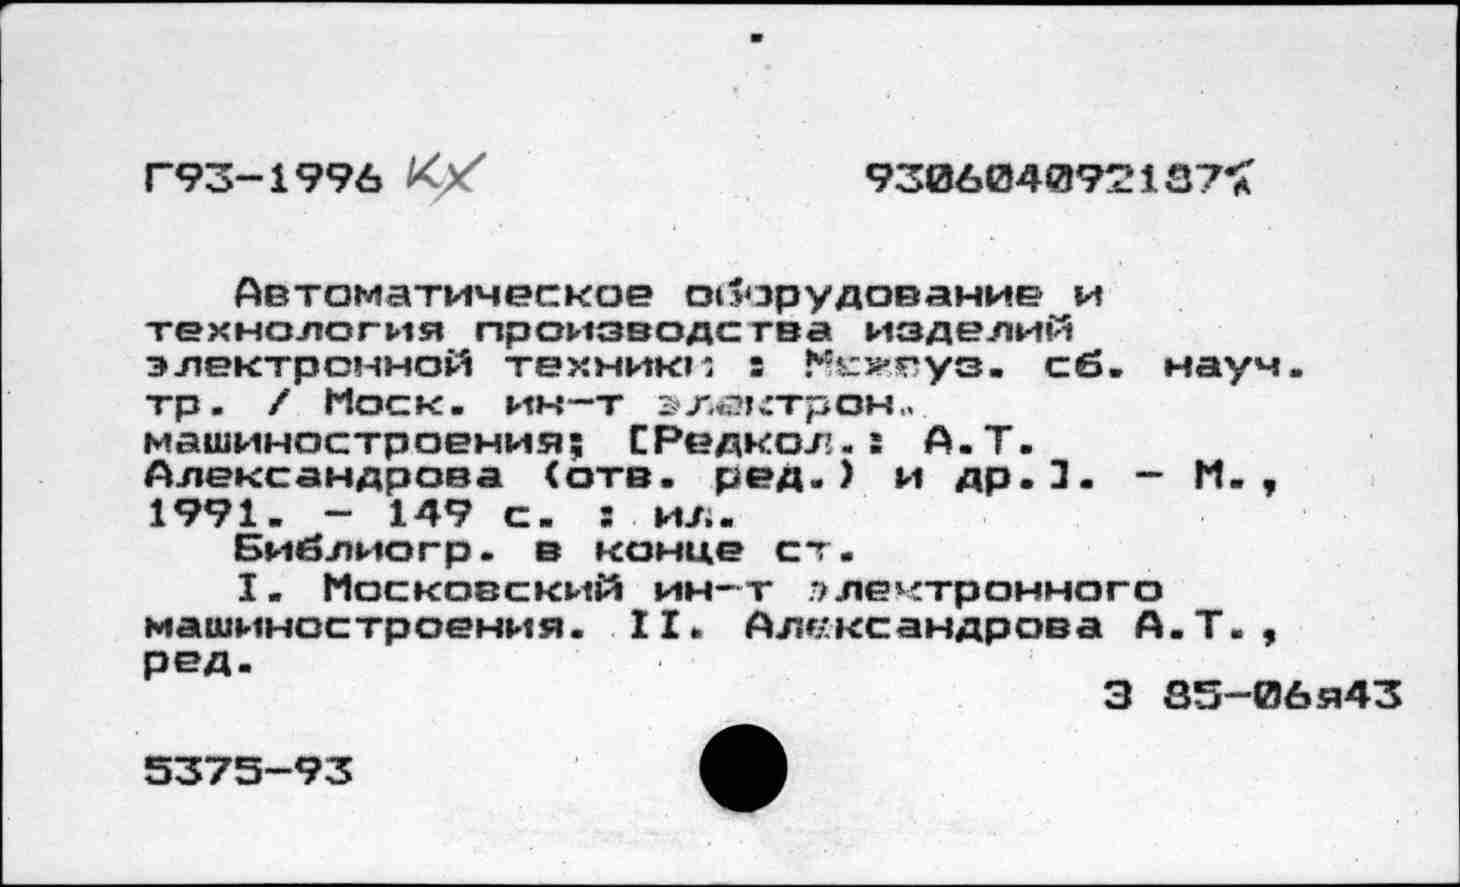 Г93-1996 КХ 930604092187
Автоматическое оборудование и
технология производства изделий
электронной техники : Межвуз. сб. науч.
тр. / Моск. ин-т электрон.
машиностроения; [Редкол.: А.Т.
Александрова (отв. ред.) и др.]. - М.,
1991. - 149 с. : ил.
Библиогр. в конце ст.
I. Московский ин-т электронного
машиностроения. II. Александрова А.Т.,
ред.
З 85-06я43
5375-93